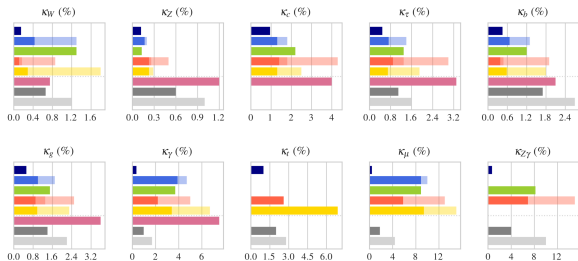 κ_W (%) κ_Z (%) κ_c (%) κ_τ (%) κ_b (%)
0.0 0.4 0.8 1.2 1.6 0.0 0.4 0.8 1.2 0 1 2 3 4 0.0 0.8 1.6 2.4 3.2 0.0 0.8 1.6 2.4
κ_g (%) κ_γ (%) κ_t (%) κ_μ (%) κ_Zγ (%)
0.0 0.8 1.6 2.4 3.2 0 2 4 6 0.0 1.5 3.0 4.5 6.0 0 4 8 12 0 5 10 15